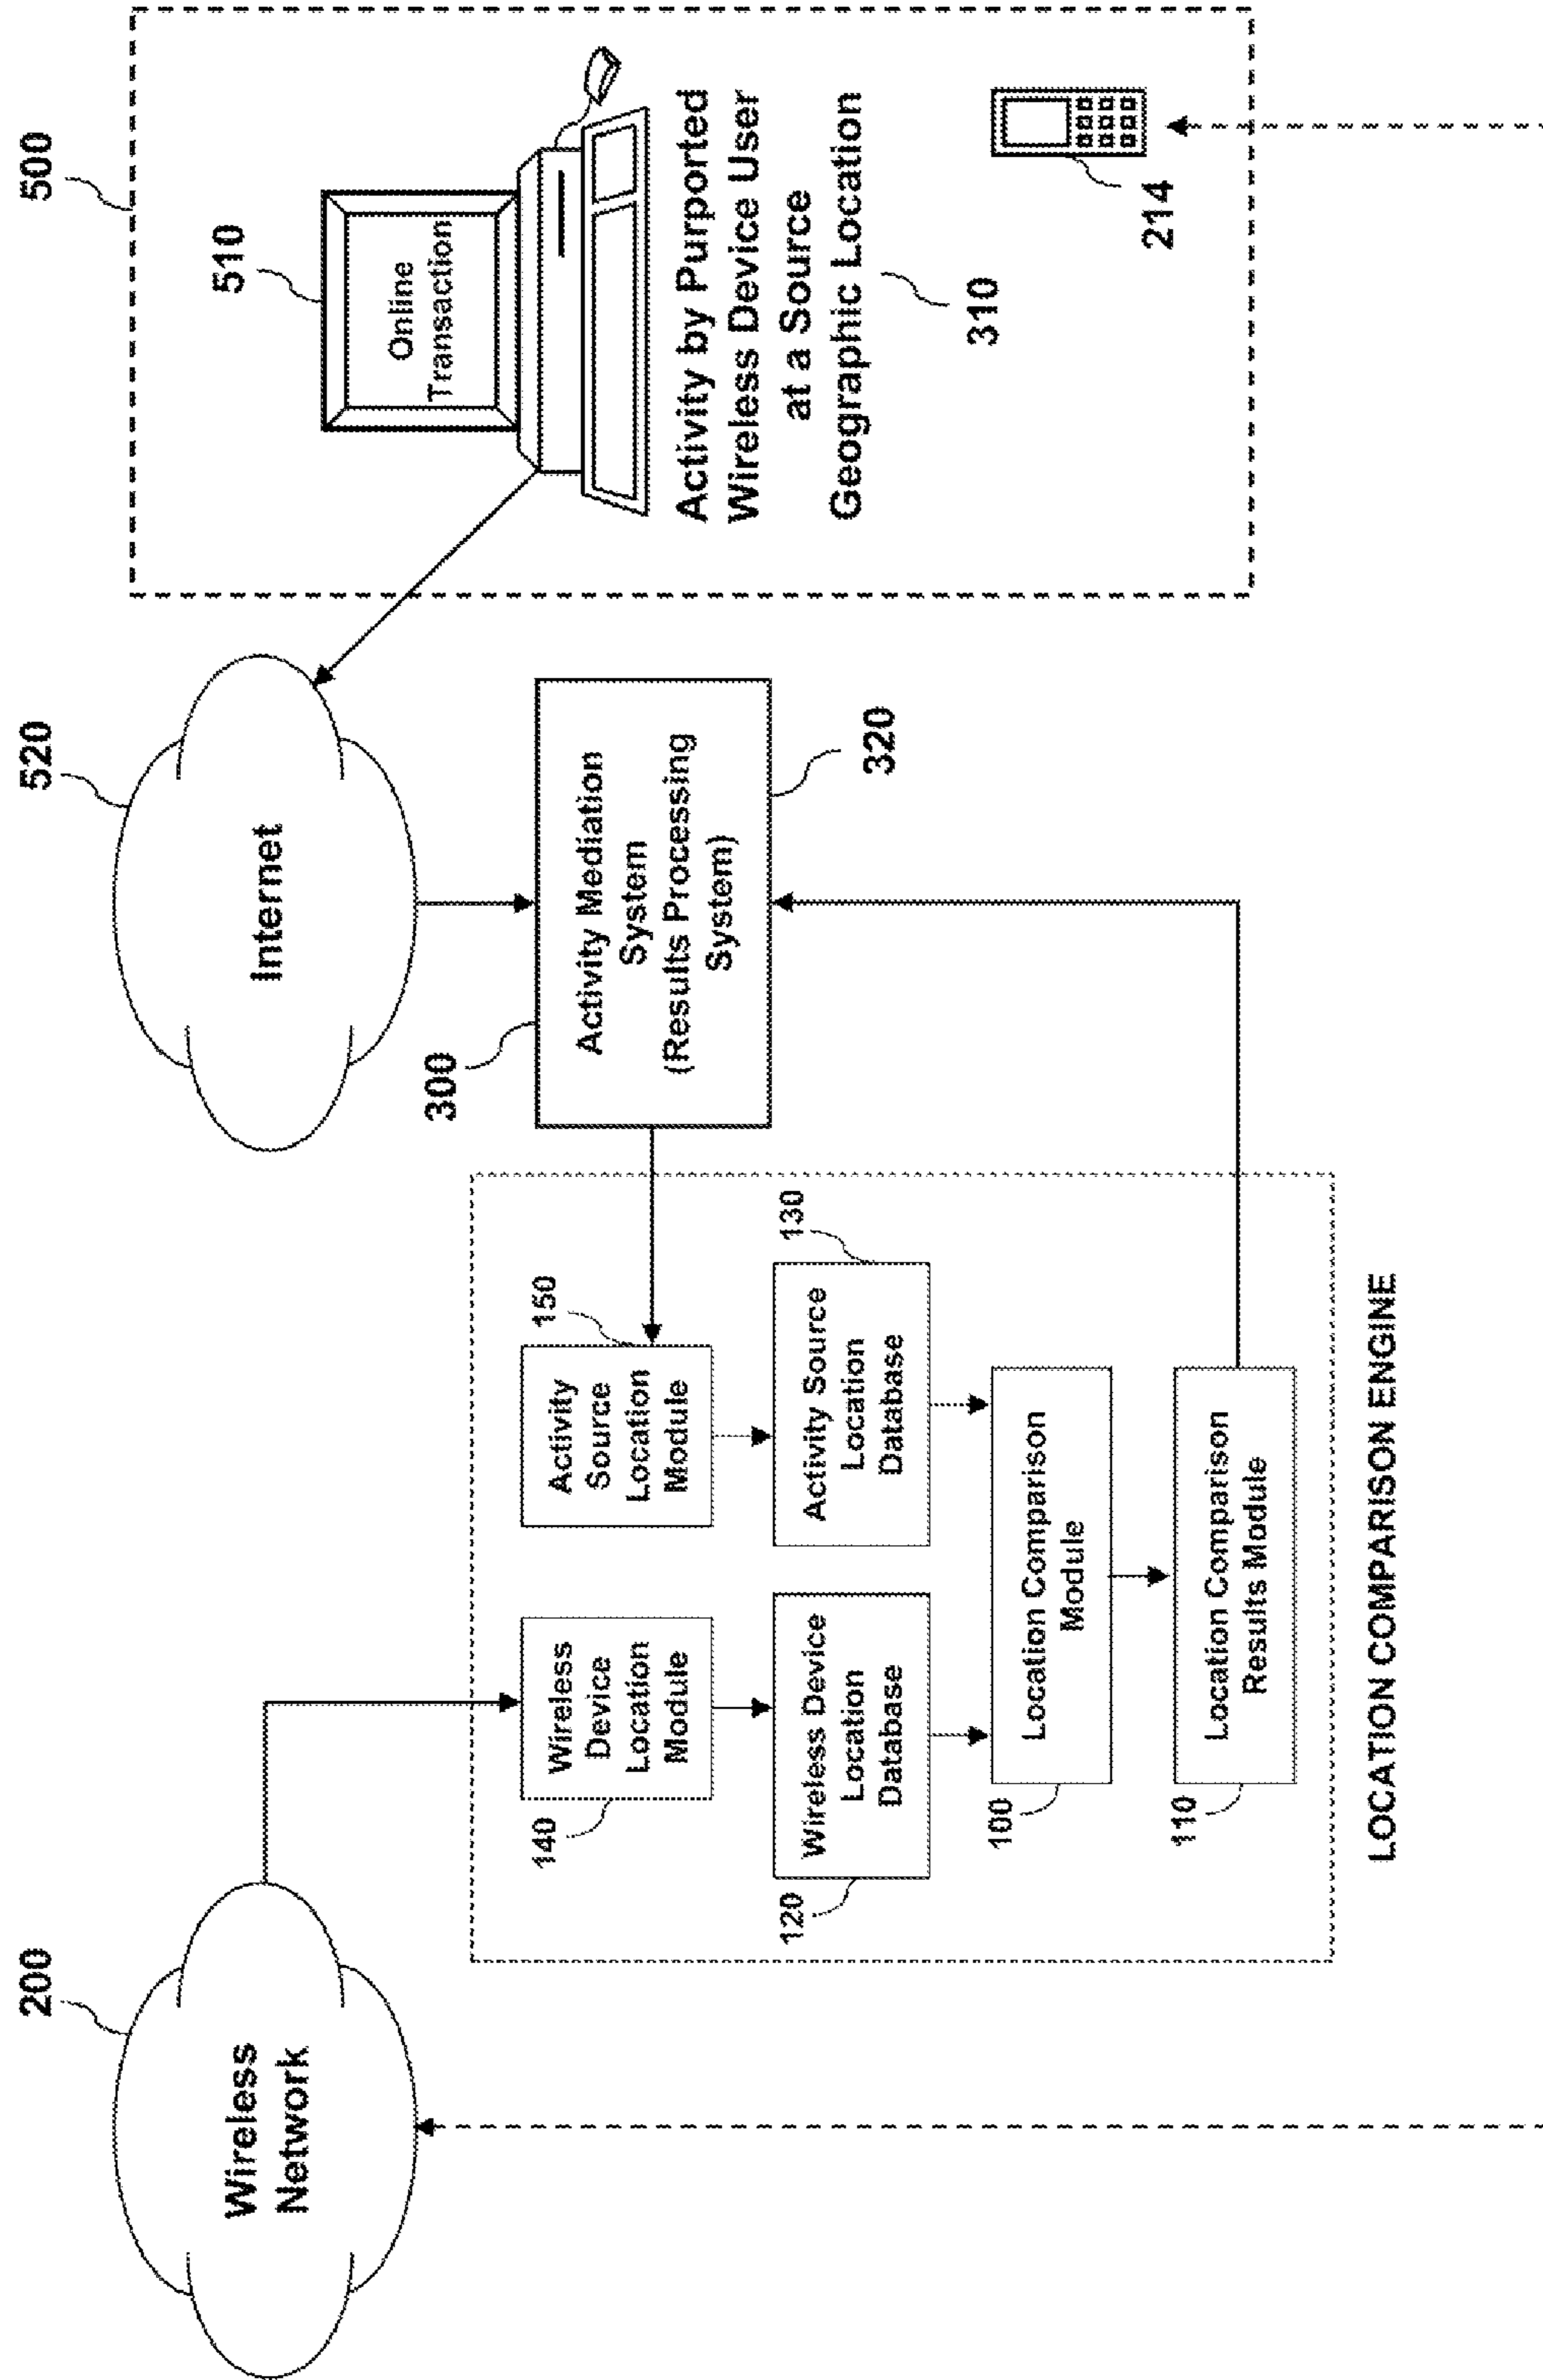 200
520
500
Wireless
Network
Internet
510
Online
Transaction
Activity by Purported
Wireless Device User
at a Source
Geographic Location
310
214
300
Activity Mediation
System
(Results Processing
System)
320
140
Wireless
Device
Location
Module
150
Activity
Source
Location
Module
120
Wireless Device
Location
Database
130
Activity Source
Location
Database
100
Location Comparison
Module
110
Location Comparison
Results Module
LOCATION COMPARISON ENGINE